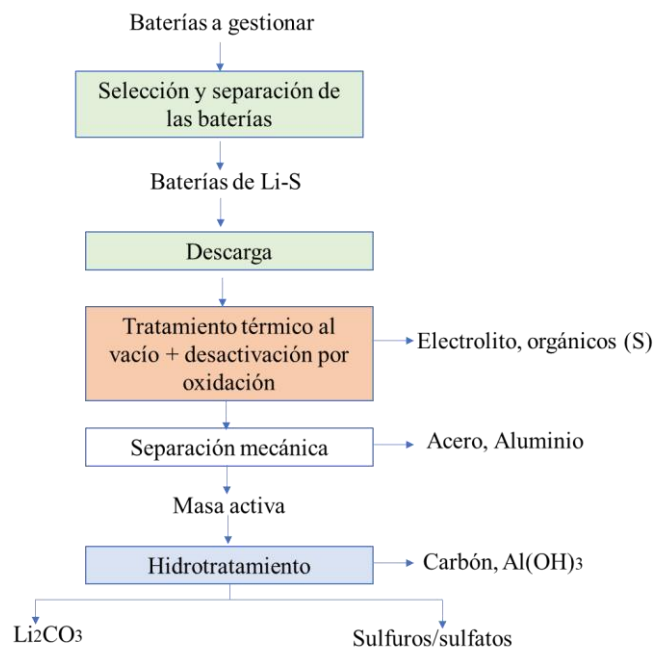 Baterías a gestionar
Selección y separación de
las baterías
Baterías de Li-S
Descarga
Tratamiento térmico al
vacío + desactivación por
oxidación
Electrolito, orgánicos (S)
Separación mecánica
Acero, Aluminio
Masa activa
Hidrotratamiento
Carbón, Al(OH)3
Li2CO3
Sulfuros/sulfatos